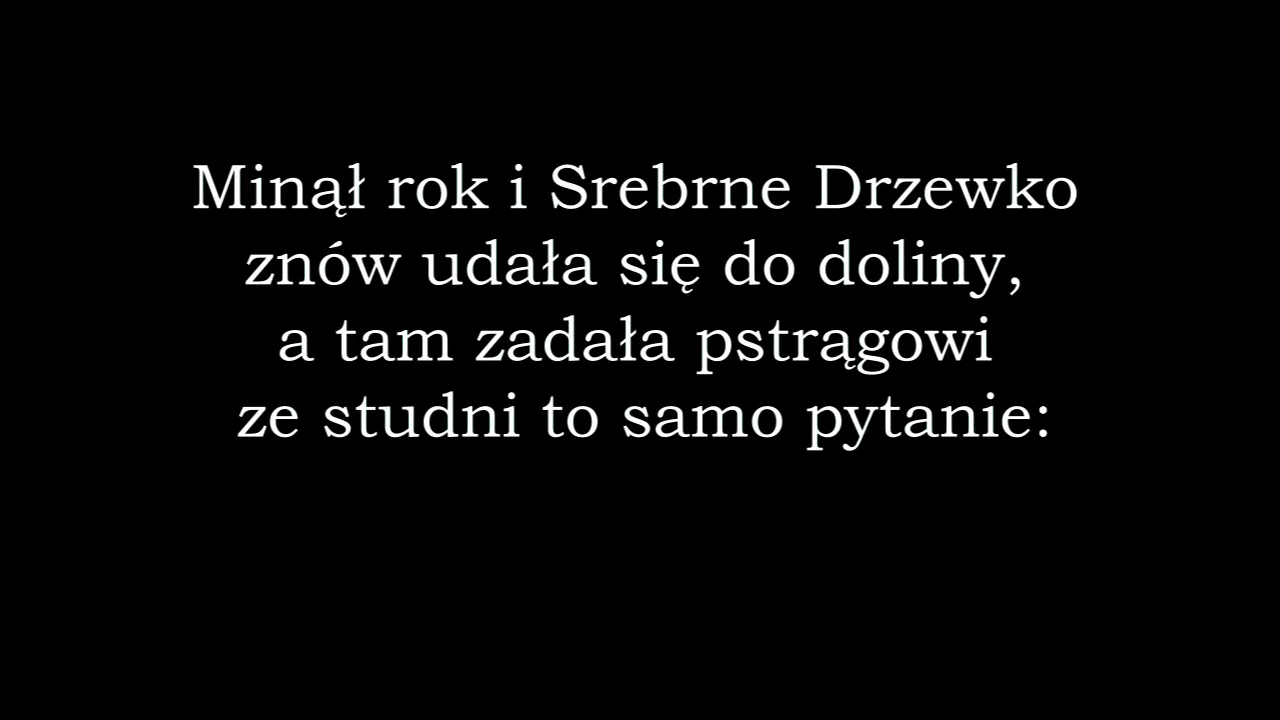 Minął rok i Srebrne Drzewko
znów udała się do doliny,
a tam zadała pstrągowi
ze studni to samo pytanie: